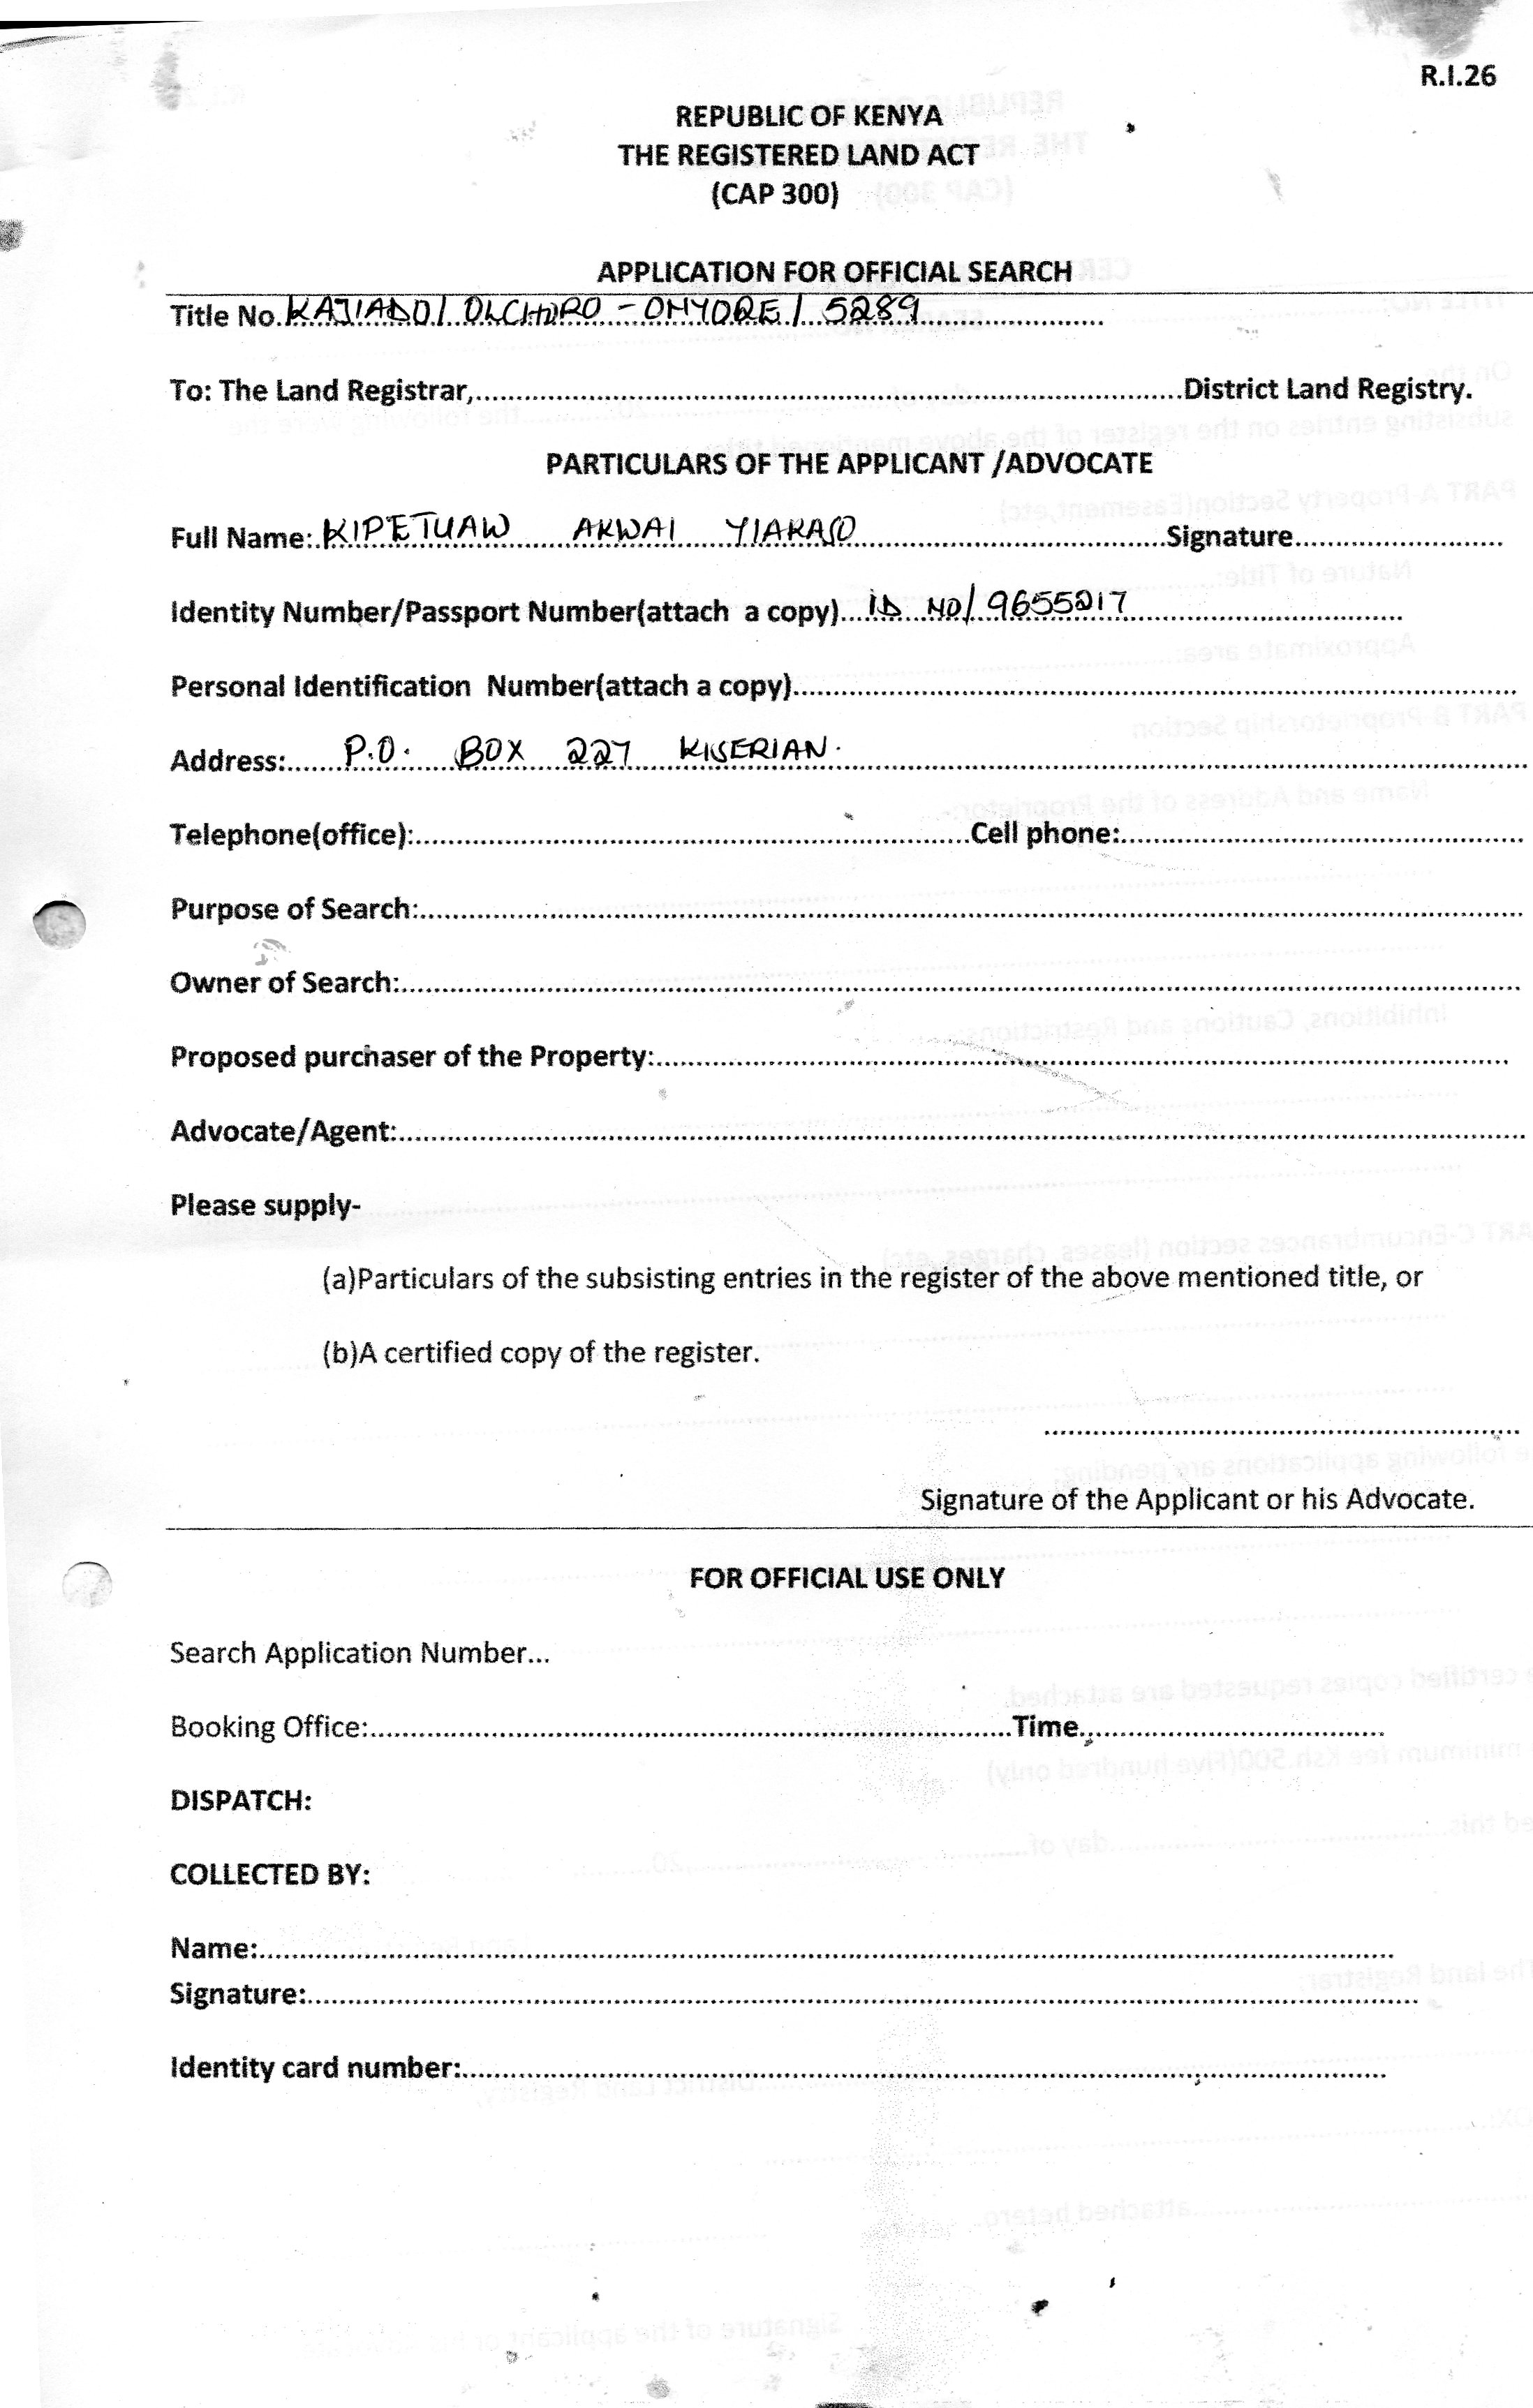 R.I.26
REPUBLIC OF KENYA
THE REGISTERED LAND ACT
(CAP 300)
APPLICATION FOR OFFICIAL SEARCH
Title No. KAJIADO/ OLCHORO - ONYORE / 5289
To: The Land Registrar,..............................District Land Registry.
PARTICULARS OF THE APPLICANT /ADVOCATE
Full Name: KIPETUAW AKWAI YIARASO ..............................Signature..............................
Identity Number/Passport Number(attach a copy) ID NO/ 9655217
Personal Identification Number(attach a copy)..............................
Address: P.O. BOX 227 KISERIAN.
Telephone(office):..............................Cell phone:..............................
Purpose of Search:..............................
Owner of Search:..............................
Proposed purchaser of the Property:..............................
Advocate/Agent:..............................
Please supply-
(a)Particulars of the subsisting entries in the register of the above mentioned title, or
(b)A certified copy of the register.
Signature of the Applicant or his Advocate.
FOR OFFICIAL USE ONLY
Search Application Number...
Booking Office:..............................Time..............................
DISPATCH:
COLLECTED BY:
Name:..............................
Signature:..............................
Identity card number:..............................